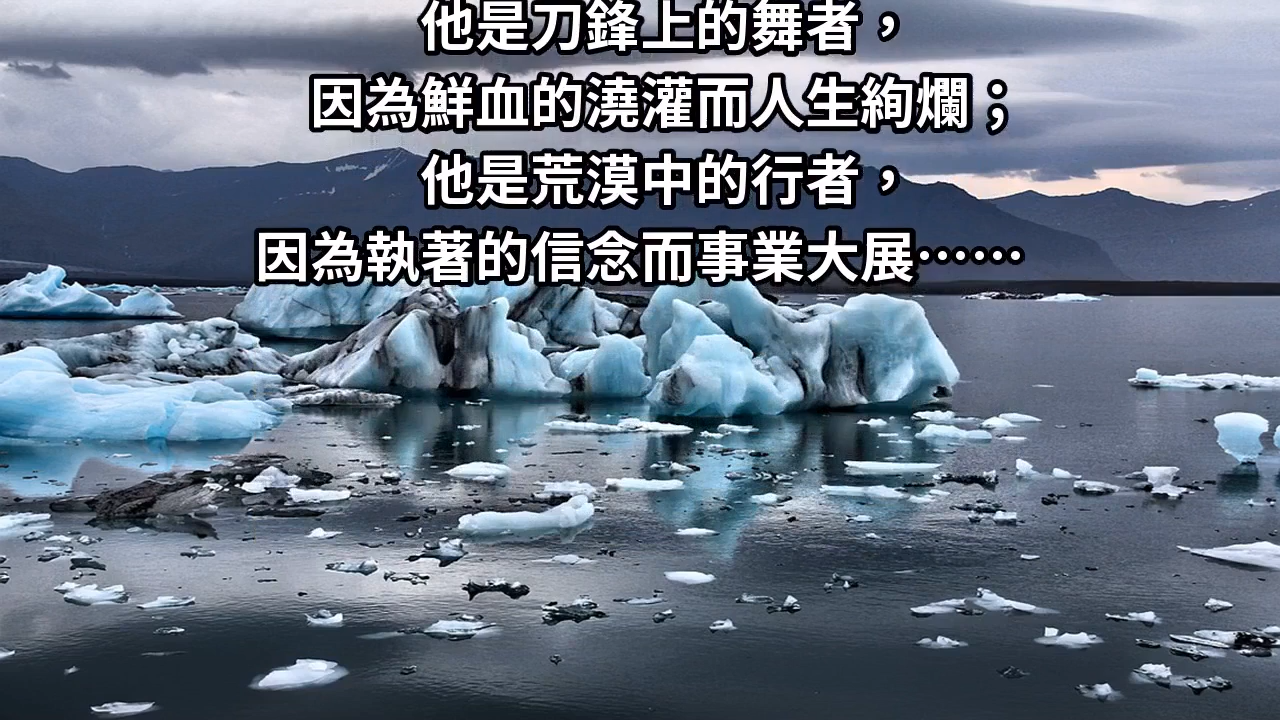 他是刀鋒上的舞者，
因為鮮血的澆灌而人生絢爛；
他是荒漠中的行者，
因為執著的信念而事業大展……